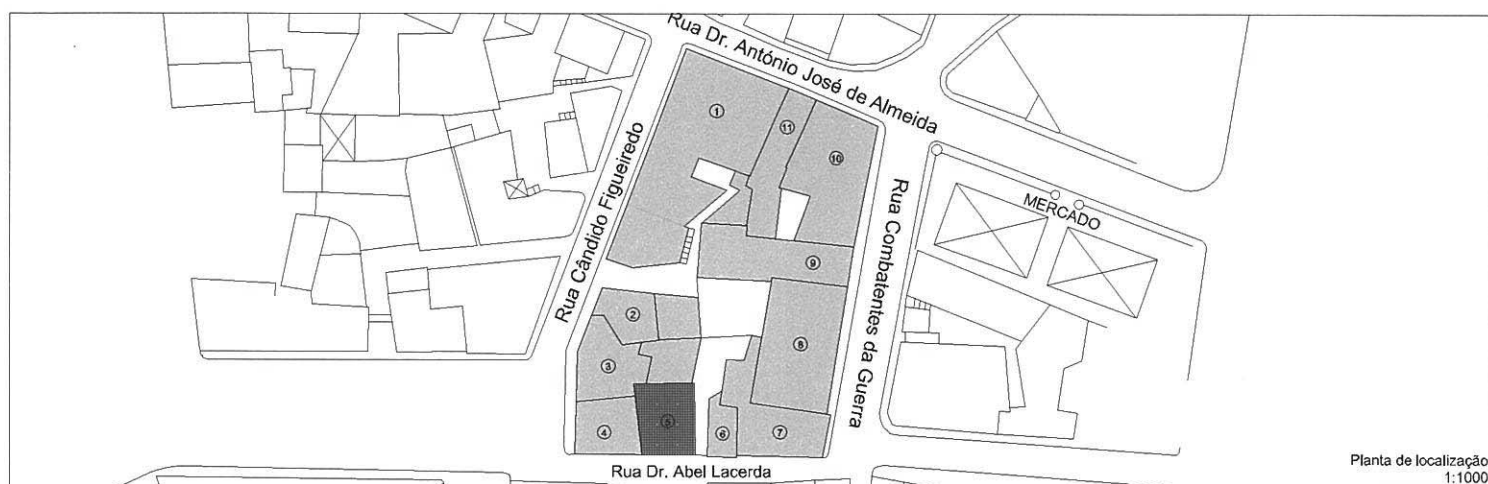 Rua Dr. António José de Almeida
1
11
10
Rua Cândido Figueiredo
Rua Combatentes da Guerra
MERCADO
9
2
8
3
5
4
6
7
Rua Dr. Abel Lacerda
Planta de localização
1:1000